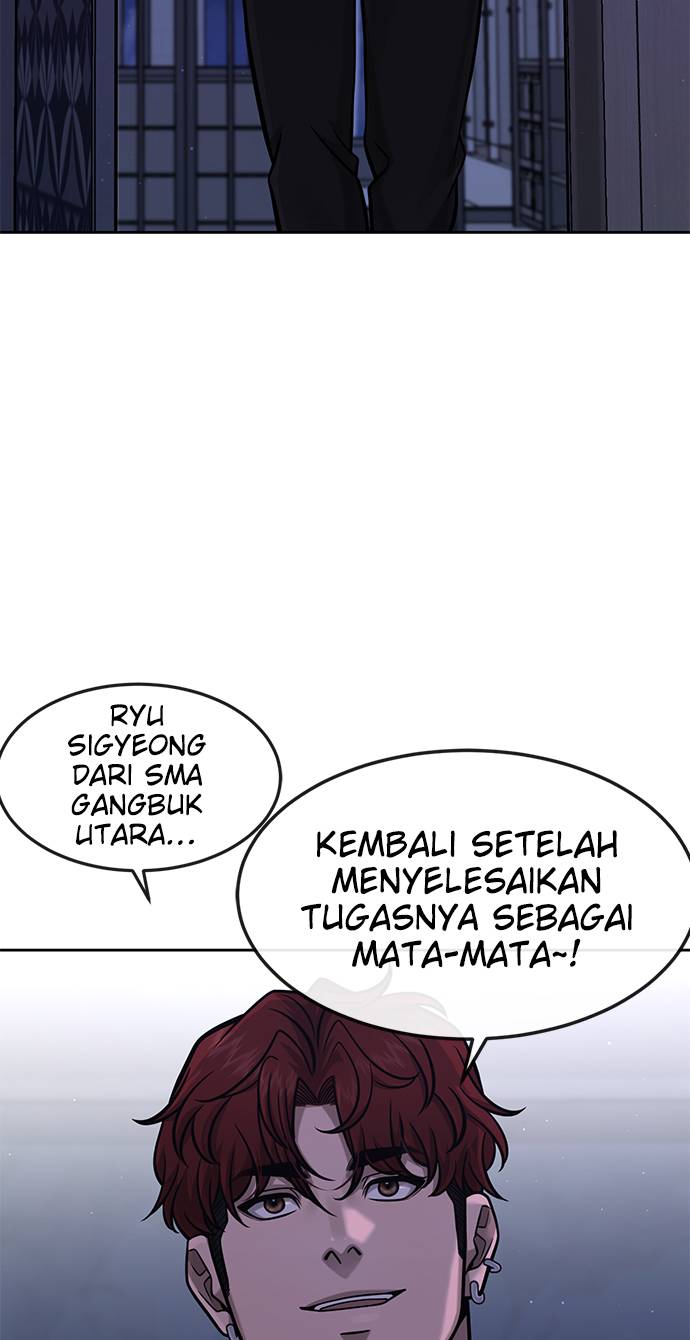 RYU
SIGYEONG
DARI SMA
GANGBUK
UTARA...
KEMBALI SETELAH
MENYELESAIKAN
TUGASNYA SEBAGAI
MATA-MATA~!